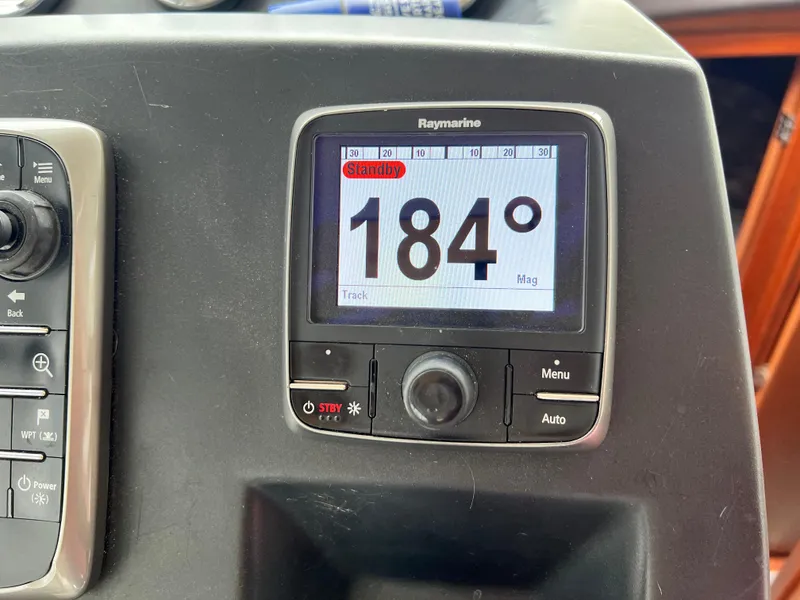 Raymarine
30 20 10 10 20 30
Standby
184°
Mag
Track
Menu
STBY
Auto
Menu
Back
WPT
Power